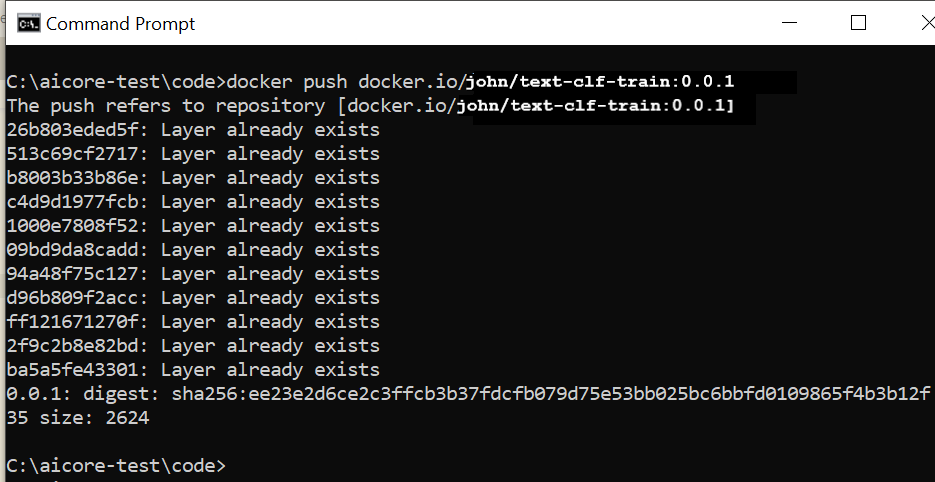 Command Prompt
C:\aicore-test\code>docker push docker.io/john/text-clf-train:0.0.1
The push refers to repository [docker.io/john/text-clf-train:0.0.1]
26b803eded5f: Layer already exists
513c69cf2717: Layer already exists
b8003b33b86e: Layer already exists
c4d9d1977fcb: Layer already exists
1000e7808f52: Layer already exists
09bd9da8cadd: Layer already exists
94a48f75c127: Layer already exists
d96b809f2acc: Layer already exists
ff121671270f: Layer already exists
2f9c2b8e82bd: Layer already exists
ba5a5fe43301: Layer already exists
0.0.1: digest: sha256:ee23e2d6ce2c3ffcb3b37fdcfb079d75e53bb025bc6bbfd0109865f4b3b12f
35 size: 2624
C:\aicore-test\code>